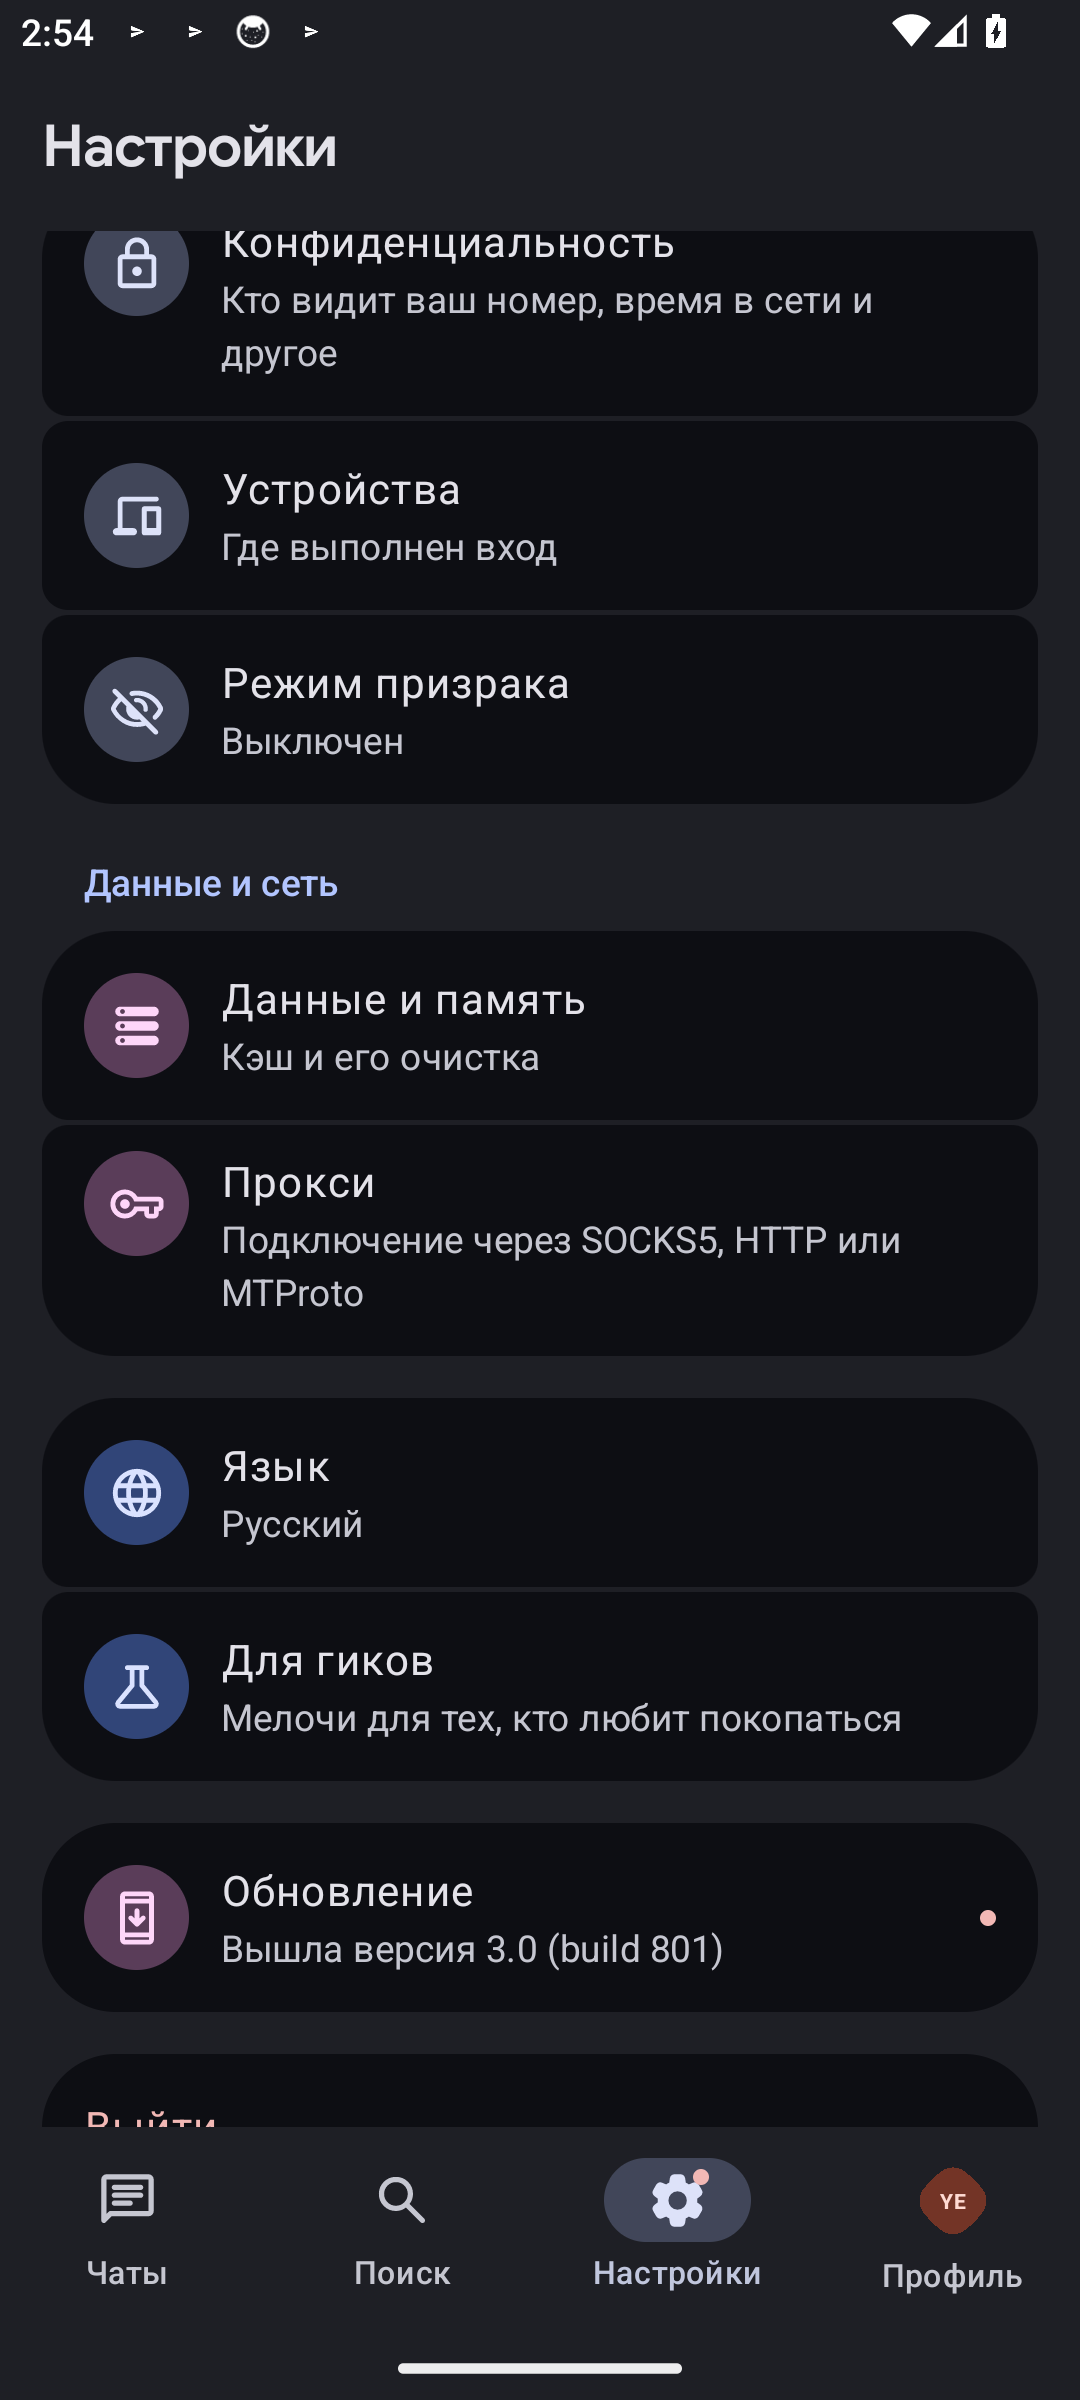 2:54
Настройки
Конфиденциальность
Кто видит ваш номер, время в сети и
другое
Устройства
Где выполнен вход
Режим призрака
Выключен
Данные и сеть
Данные и память
Кэш и его очистка
Прокси
Подключение через SOCKS5, HTTP или
MTProto
Язык
Русский
Для гиков
Мелочи для тех, кто любит покопаться
Обновление
Вышла версия 3.0 (build 801)
Выйти
YE
Чаты
Поиск
Настройки
Профиль